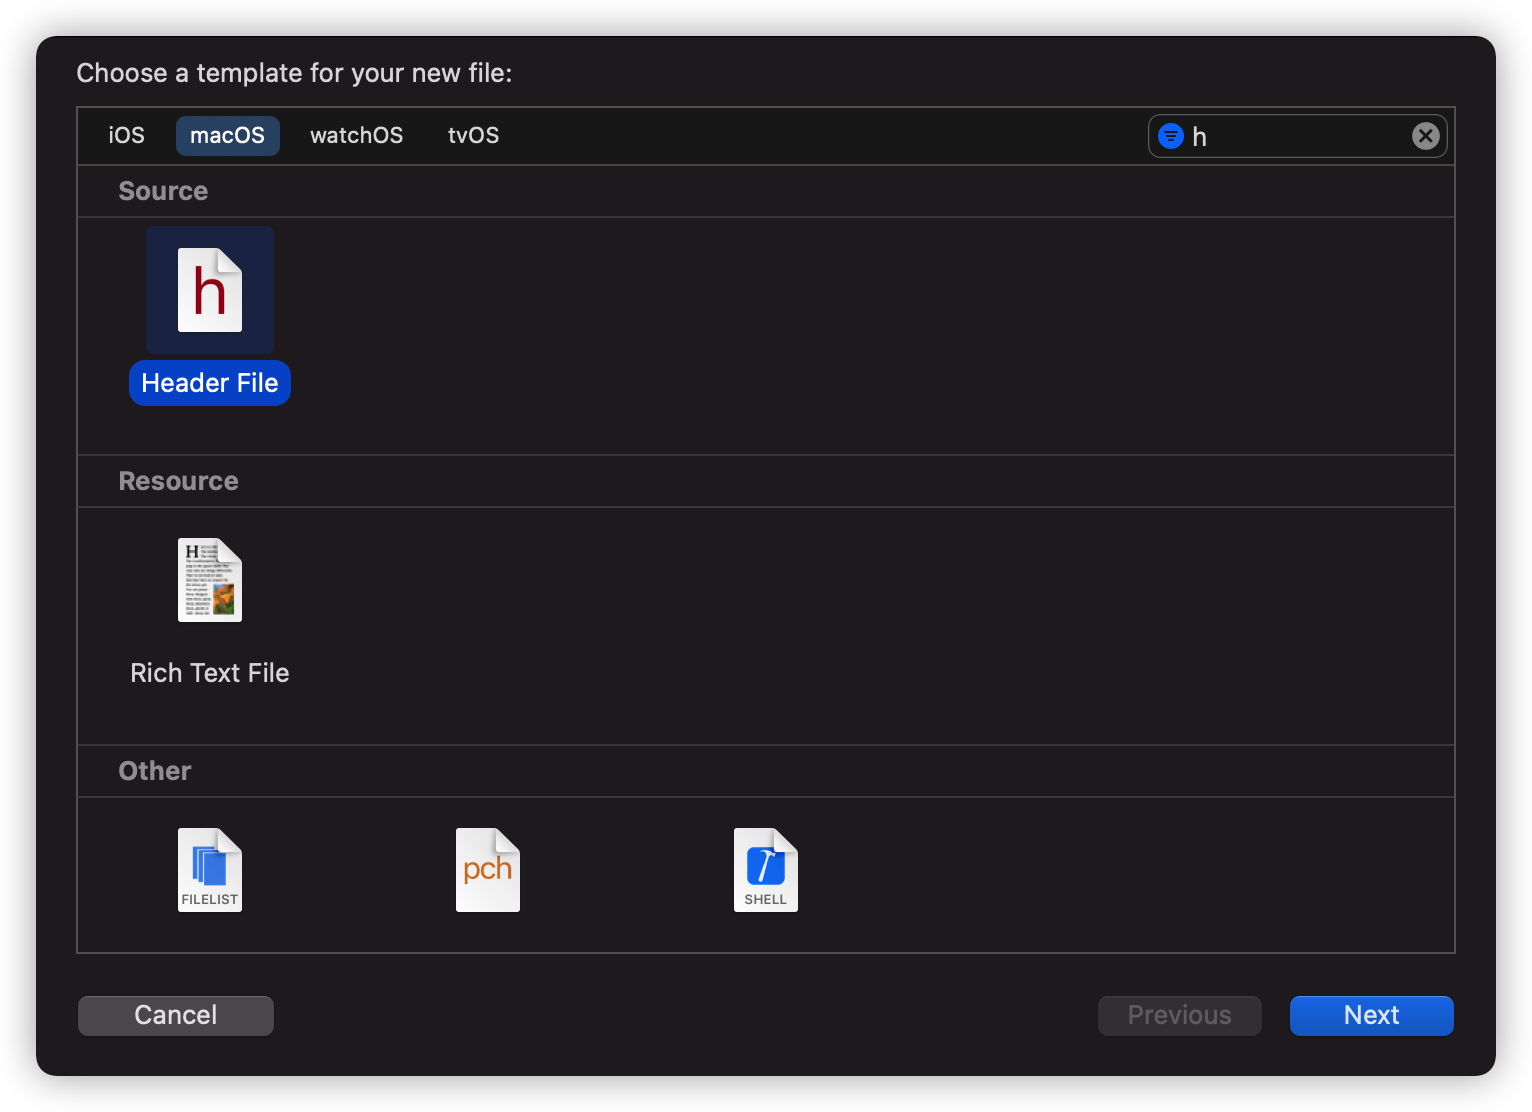 Choose a template for your new file:
iOS macOS watchOS tvOS h
Source
h
Header File
Resource
H
Rich Text File
Other
FILELIST pch SHELL
Cancel Previous Next